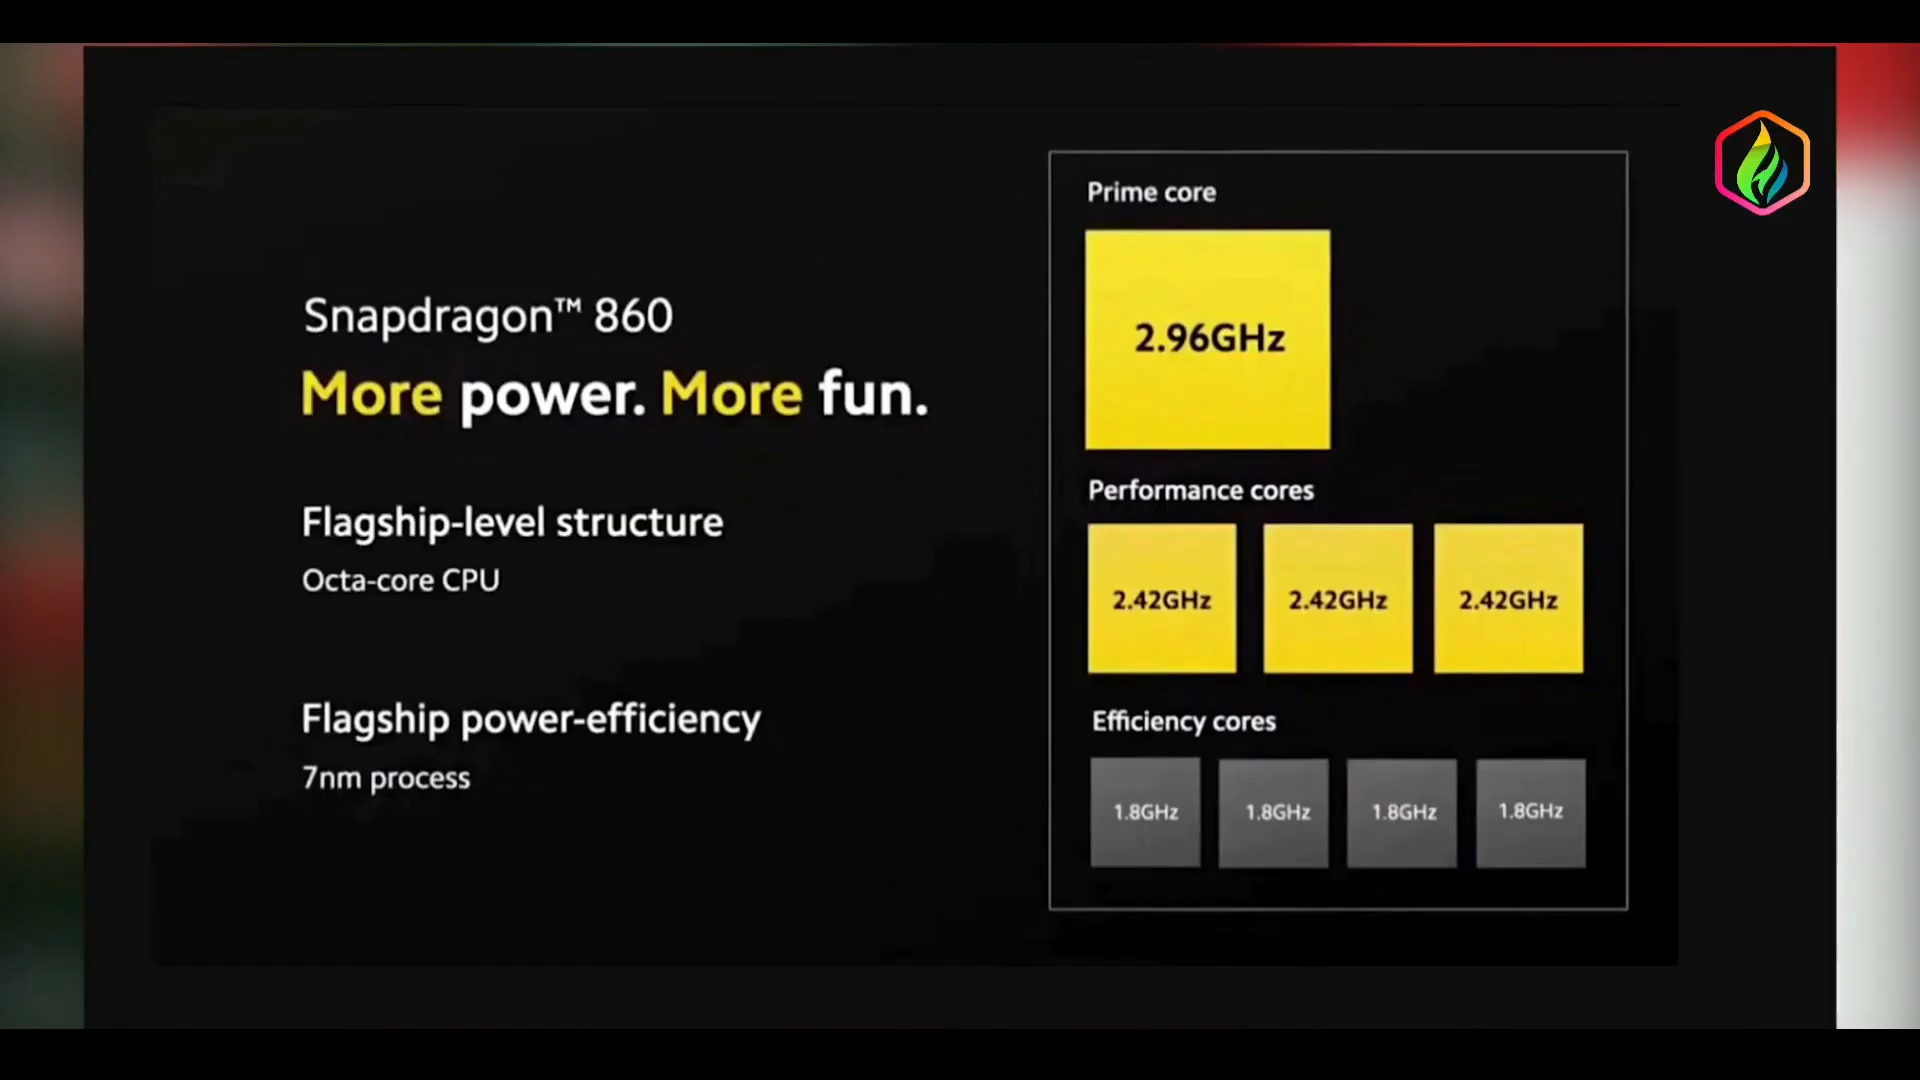 Snapdragon™ 860
More power. More fun.
Flagship-level structure
Octa-core CPU
Flagship power-efficiency
7nm process
Prime core
2.96GHz
Performance cores
2.42GHz 2.42GHz 2.42GHz
Efficiency cores
1.8GHz 1.8GHz 1.8GHz 1.8GHz